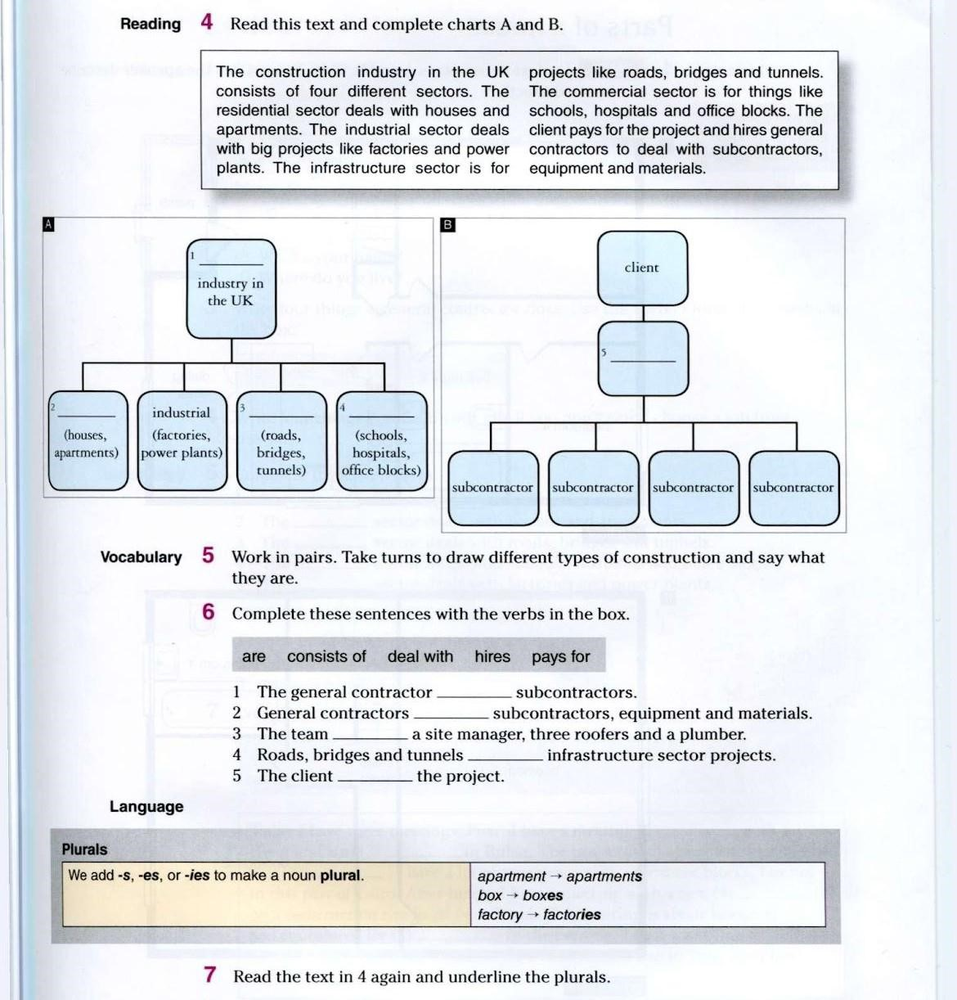 Reading 4 Read this text and complete charts A and B.
The construction industry in the UK
consists of four different sectors. The
residential sector deals with houses and
apartments. The industrial sector deals
with big projects like factories and power
plants. The infrastructure sector is for
projects like roads, bridges and tunnels.
The commercial sector is for things like
schools, hospitals and office blocks. The
client pays for the project and hires general
contractors to deal with subcontractors,
equipment and materials.
A
1 ________
industry in
the UK
2 ________
(houses,
apartments)
industrial
(factories,
power plants)
3 ________
(roads,
bridges,
tunnels)
4 ________
(schools,
hospitals,
office blocks)
B
client
5 ________
subcontractor
subcontractor
subcontractor
subcontractor
Vocabulary 5 Work in pairs. Take turns to draw different types of construction and say what
they are.
6 Complete these sentences with the verbs in the box.
are consists of deal with hires pays for
1 The general contractor ________ subcontractors.
2 General contractors ________ subcontractors, equipment and materials.
3 The team ________ a site manager, three roofers and a plumber.
4 Roads, bridges and tunnels ________ infrastructure sector projects.
5 The client ________ the project.
Language
Plurals
We add -s, -es, or -ies to make a noun plural.
apartment → apartments
box → boxes
factory → factories
7 Read the text in 4 again and underline the plurals.